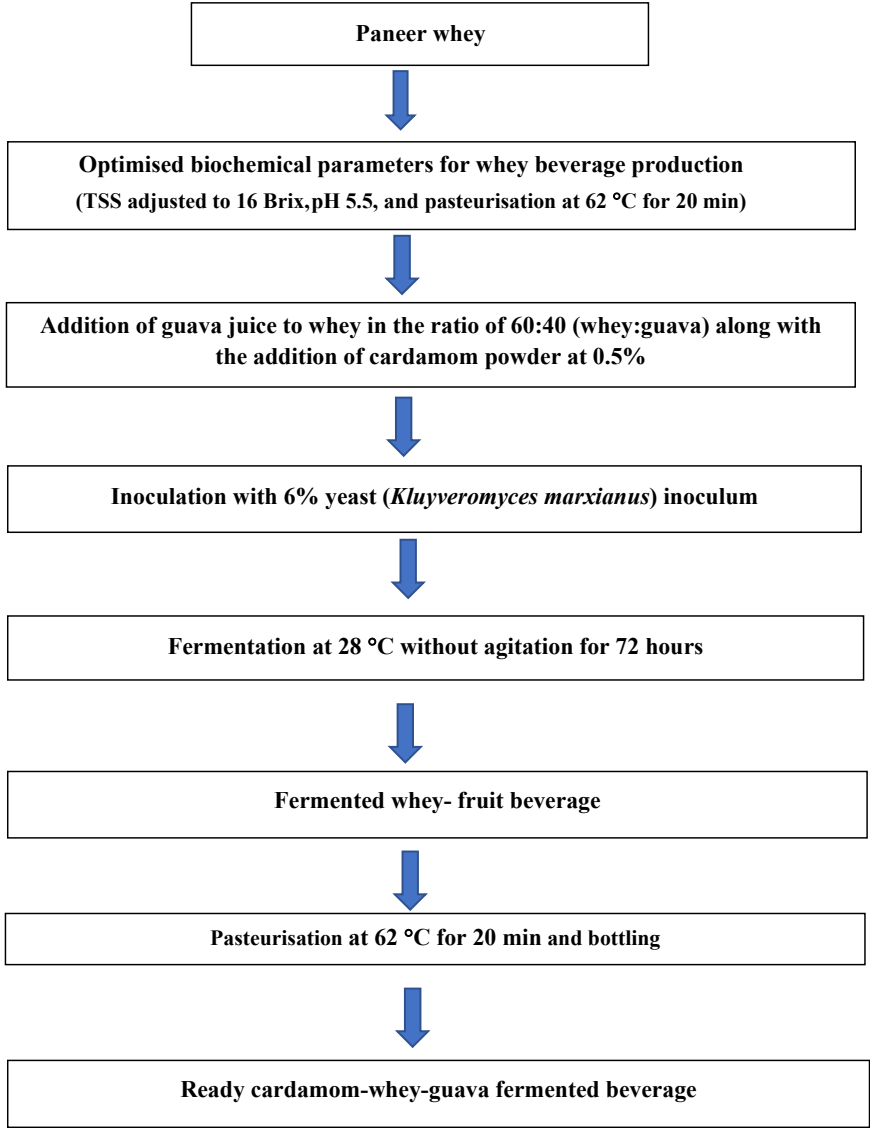 Paneer whey
Optimised biochemical parameters for whey beverage production
(TSS adjusted to 16 Brix,pH 5.5, and pasteurisation at 62 °C for 20 min)
Addition of guava juice to whey in the ratio of 60:40 (whey:guava) along with
the addition of cardamom powder at 0.5%
Inoculation with 6% yeast (Kluyveromyces marxianus) inoculum
Fermentation at 28 °C without agitation for 72 hours
Fermented whey- fruit beverage
Pasteurisation at 62 °C for 20 min and bottling
Ready cardamom-whey-guava fermented beverage